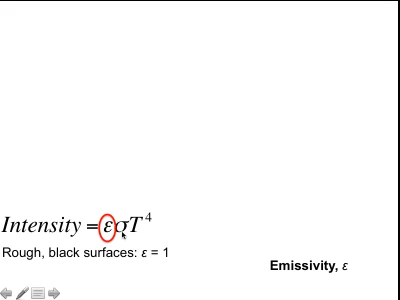 Intensity = εσT⁴
Rough, black surfaces: ε = 1
Emissivity, ε